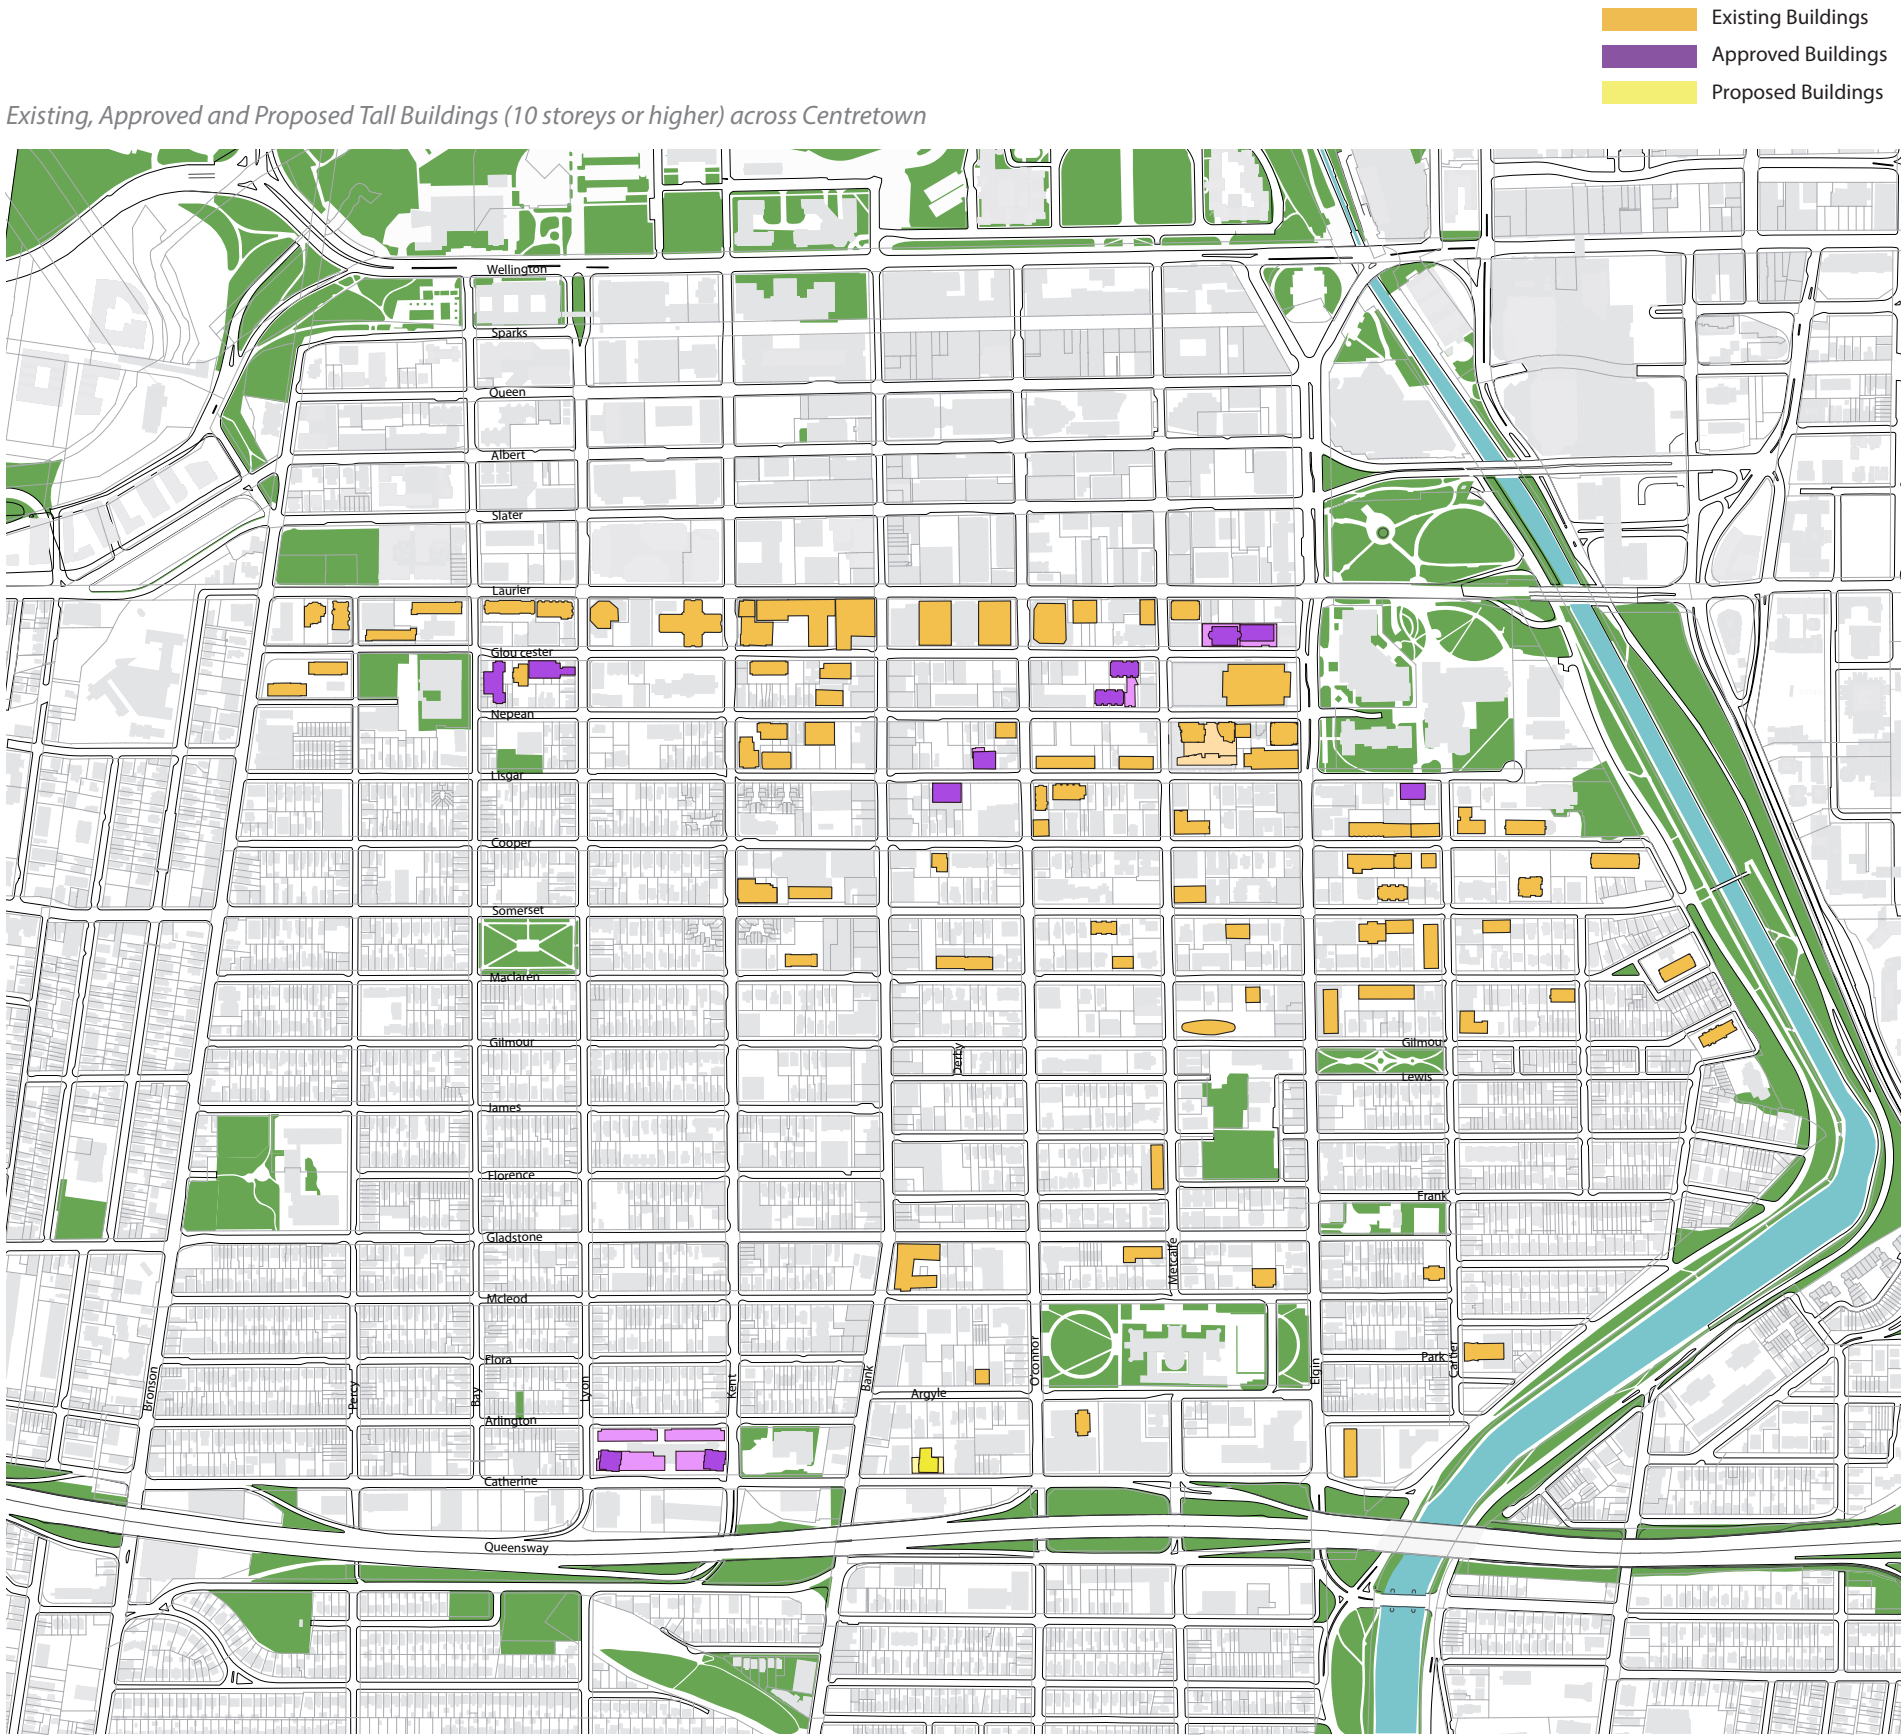 Existing Buildings
Approved Buildings
Proposed Buildings
Existing, Approved and Proposed Tall Buildings (10 storeys or higher) across Centretown
Wellington
Sparks
Queen
Albert
Slater
Laurier
Glou cester
Nepean
Lisgar
Cooper
Somerset
Maclaren
Gilmour
Derby
Gilmour
Lewis
James
Florence
Frank
Gladstone
Metcalfe
Mcleod
Flora
Park
Cartier
Bronson
Percy
Bay
Lyon
Kent
Bank
O'connor
Elgin
Argyle
Arlington
Catherine
Queensway